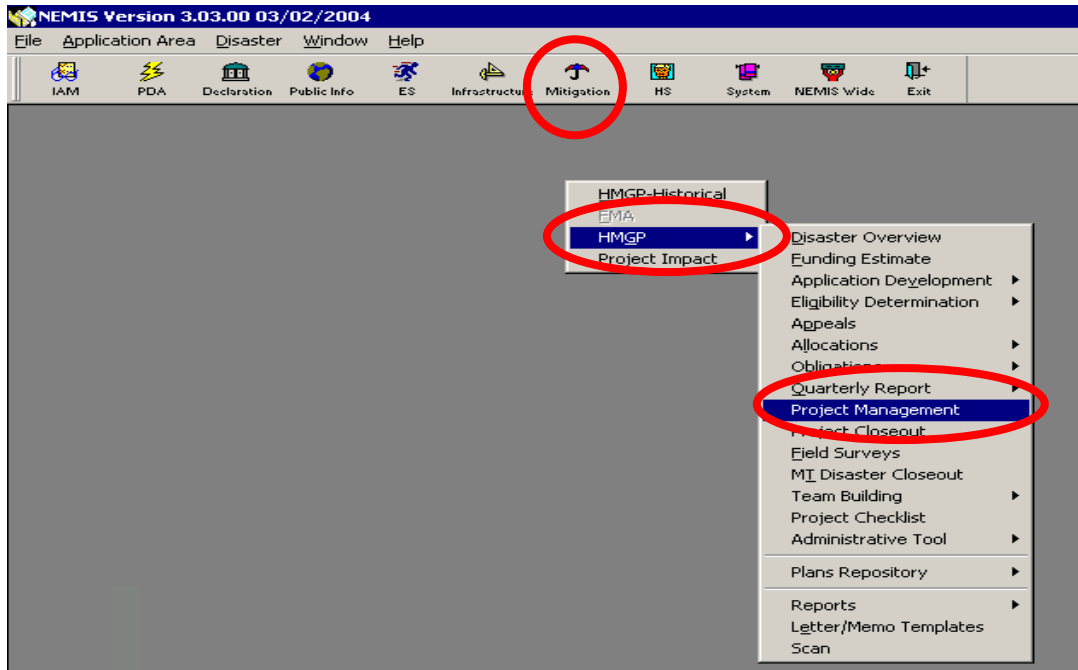 NEMIS Version 3.03.00 03/02/2004
File Application Area Disaster Window Help
IAM PDA Declaration Public Info ES Infrastructure Mitigation HS System NEMIS Wide Exit
HMGP-Historical
FMA
HMGP
Project Impact
Disaster Overview
Funding Estimate
Application Development
Eligibility Determination
Appeals
Allocations
Obligations
Quarterly Report
Project Management
Project Closeout
Field Surveys
MT Disaster Closeout
Team Building
Project Checklist
Administrative Tool
Plans Repository
Reports
Letter/Memo Templates
Scan